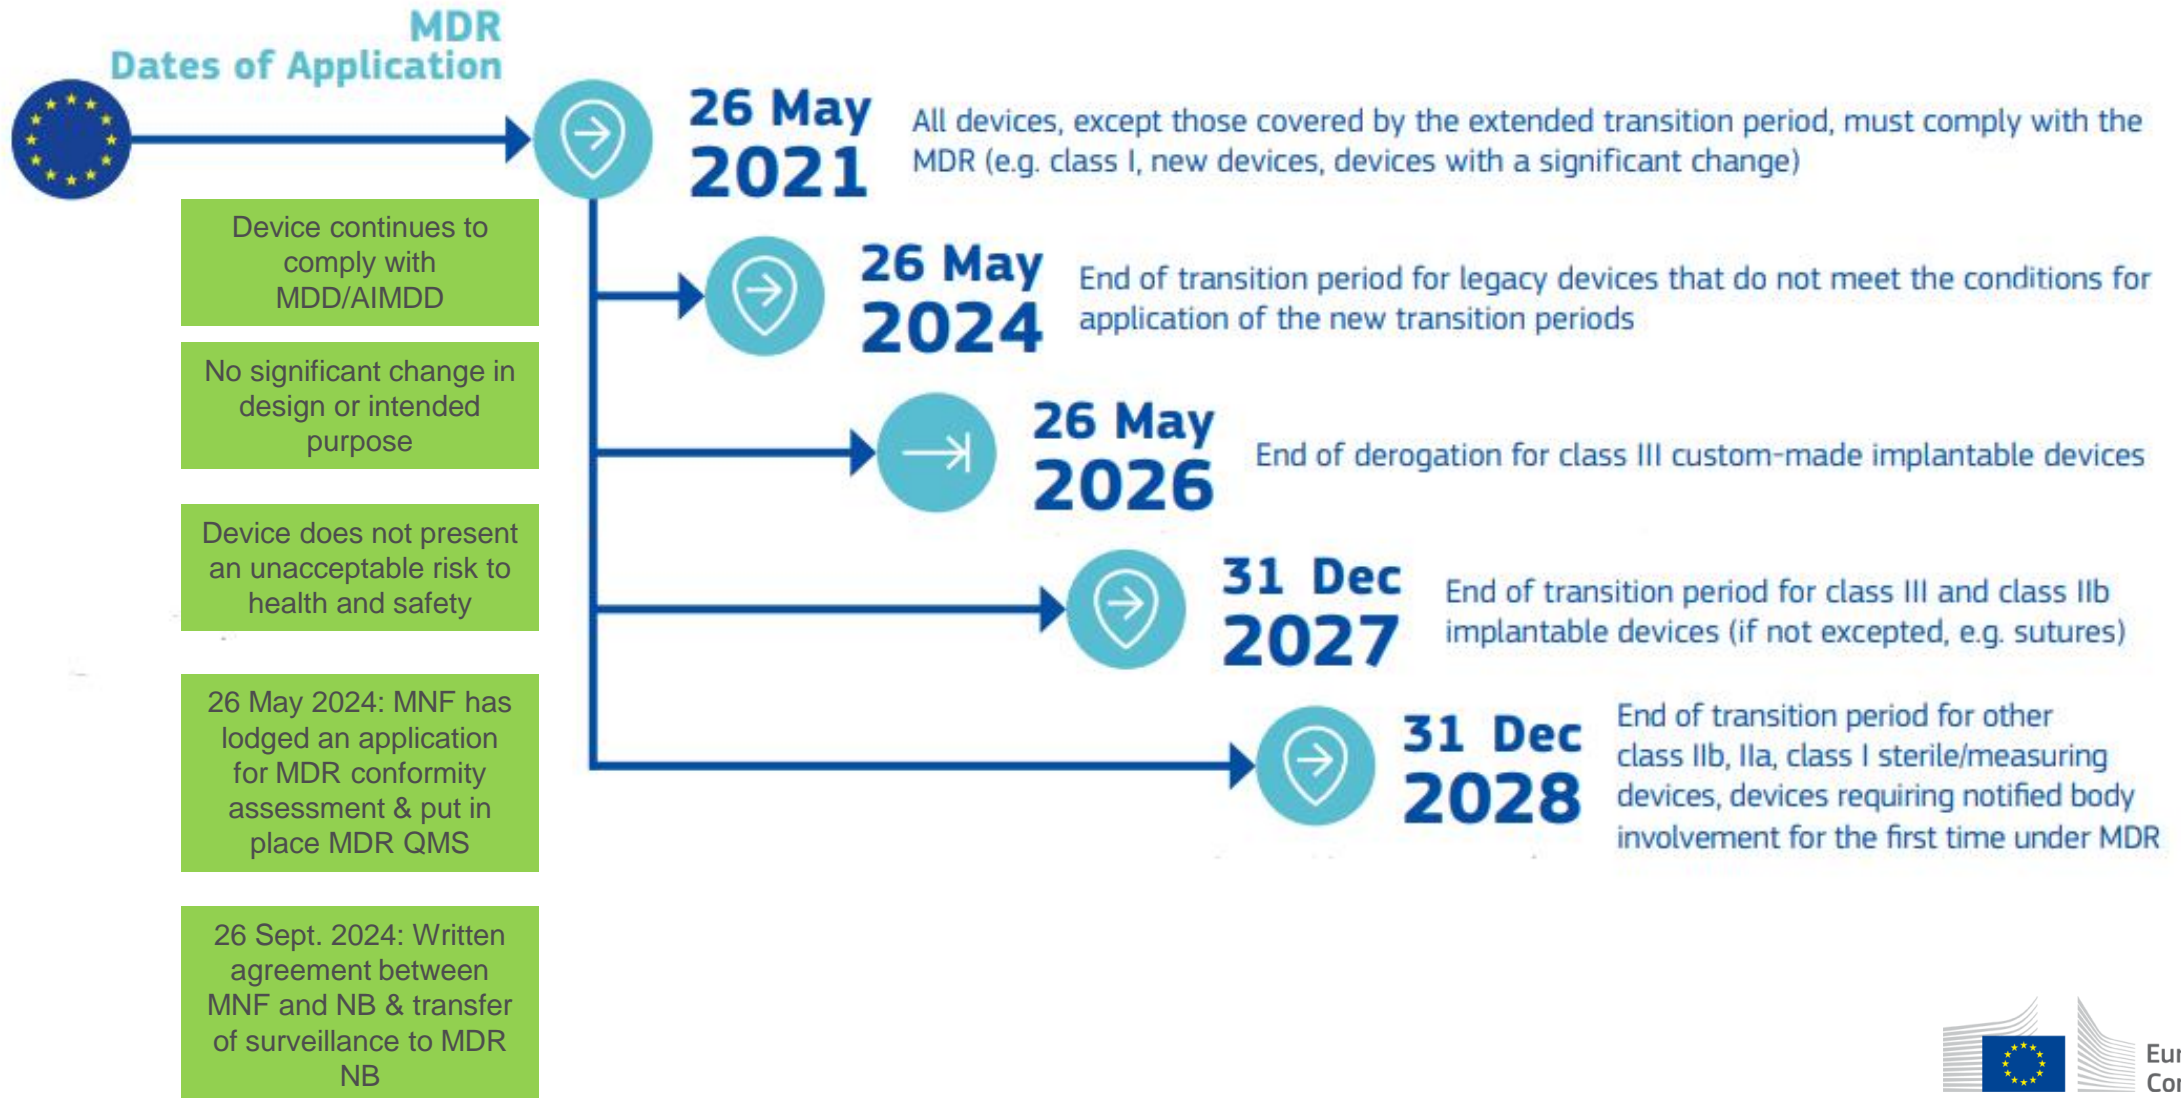 MDR
Dates of Application
26 May
2021
All devices, except those covered by the extended transition period, must comply with the
MDR (e.g. class I, new devices, devices with a significant change)
26 May
2024
End of transition period for legacy devices that do not meet the conditions for
application of the new transition periods
26 May
2026
End of derogation for class III custom-made implantable devices
31 Dec
2027
End of transition period for class III and class IIb
implantable devices (if not excepted, e.g. sutures)
31 Dec
2028
End of transition period for other
class IIb, IIa, class I sterile/measuring
devices, devices requiring notified body
involvement for the first time under MDR
Device continues to
comply with
MDD/AIMDD
No significant change in
design or intended
purpose
Device does not present
an unacceptable risk to
health and safety
26 May 2024: MNF has
lodged an application
for MDR conformity
assessment & put in
place MDR QMS
26 Sept. 2024: Written
agreement between
MNF and NB & transfer
of surveillance to MDR
NB
Eur
Con